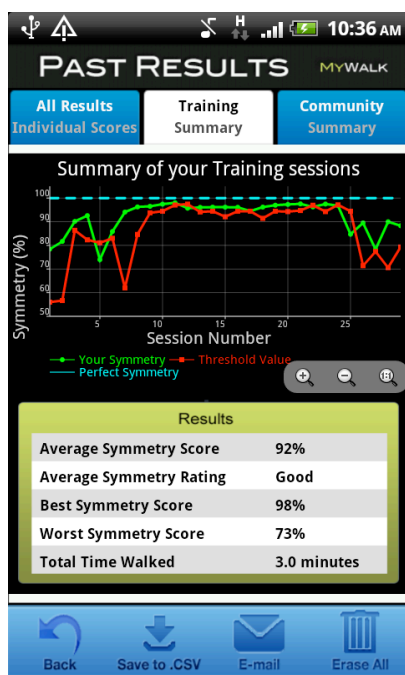 H 10:36 AM
PAST RESULTS MYWALK
All Results Training Community
Individual Scores Summary Summary
Summary of your Training sessions
100
90
80
70
60
50
Symmetry (%)
5 10 15 20 25
Session Number
Your Symmetry Threshold Value
Perfect Symmetry
1:1
Results
Average Symmetry Score 92%
Average Symmetry Rating Good
Best Symmetry Score 98%
Worst Symmetry Score 73%
Total Time Walked 3.0 minutes
Back Save to .CSV E-mail Erase All